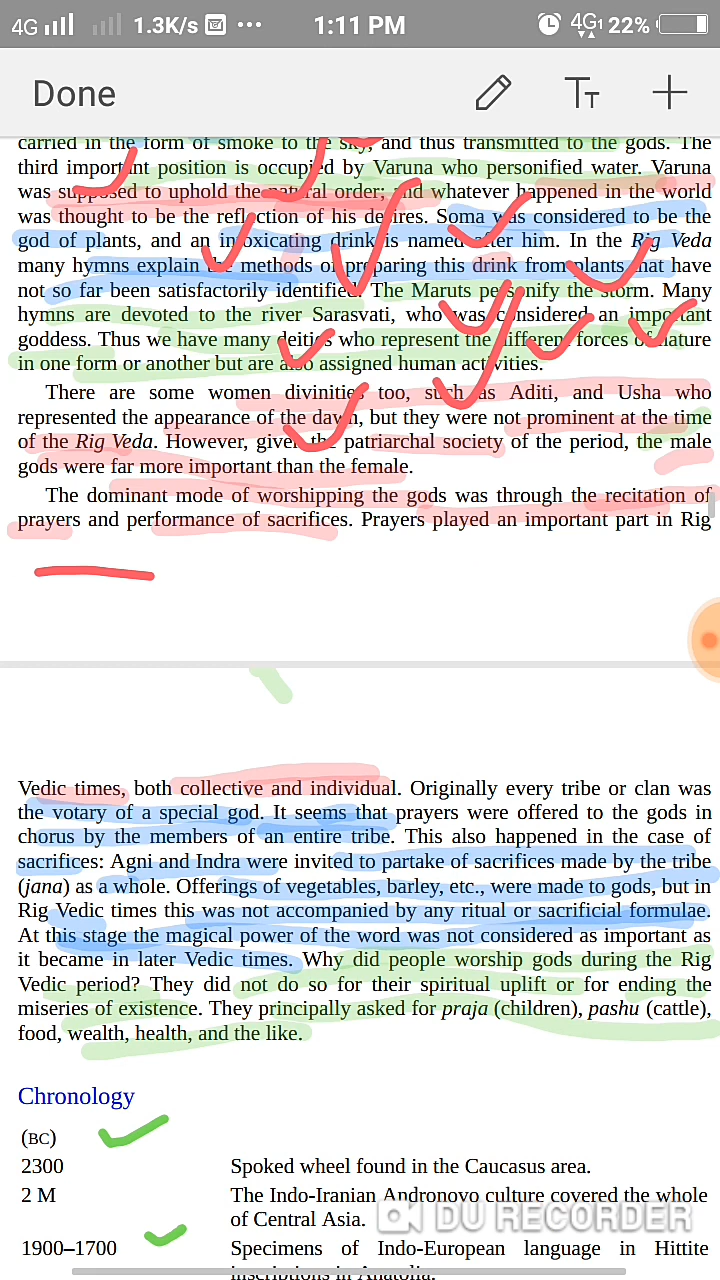 4G 1.3K/s ••• 1:11 PM 4G1 22%
Done TT +
carried in the form of smoke to the sky, and thus transmitted to the gods. The
third important position is occupied by Varuna who personified water. Varuna
was supposed to uphold the natural order; and whatever happened in the world
was thought to be the reflection of his desires. Soma was considered to be the
god of plants, and an intoxicating drink is named after him. In the Rig Veda
many hymns explain the methods of preparing this drink from plants that have
not so far been satisfactorily identified. The Maruts personify the storm. Many
hymns are devoted to the river Sarasvati, who was considered an important
goddess. Thus we have many deities who represent the different forces of nature
in one form or another but are also assigned human activities.
There are some women divinities too, such as Aditi, and Usha who
represented the appearance of the dawn, but they were not prominent at the time
of the Rig Veda. However, given the patriarchal society of the period, the male
gods were far more important than the female.
The dominant mode of worshipping the gods was through the recitation of
prayers and performance of sacrifices. Prayers played an important part in Rig
Vedic times, both collective and individual. Originally every tribe or clan was
the votary of a special god. It seems that prayers were offered to the gods in
chorus by the members of an entire tribe. This also happened in the case of
sacrifices: Agni and Indra were invited to partake of sacrifices made by the tribe
(jana) as a whole. Offerings of vegetables, barley, etc., were made to gods, but in
Rig Vedic times this was not accompanied by any ritual or sacrificial formulae.
At this stage the magical power of the word was not considered as important as
it became in later Vedic times. Why did people worship gods during the Rig
Vedic period? They did not do so for their spiritual uplift or for ending the
miseries of existence. They principally asked for praja (children), pashu (cattle),
food, wealth, health, and the like.
Chronology
(BC)
2300 Spoked wheel found in the Caucasus area.
2 M The Indo-Iranian Andronovo culture covered the whole
of Central Asia.
DU RECORDER
1900–1700 Specimens of Indo-European language in Hittite
inscriptions in Anatolia.